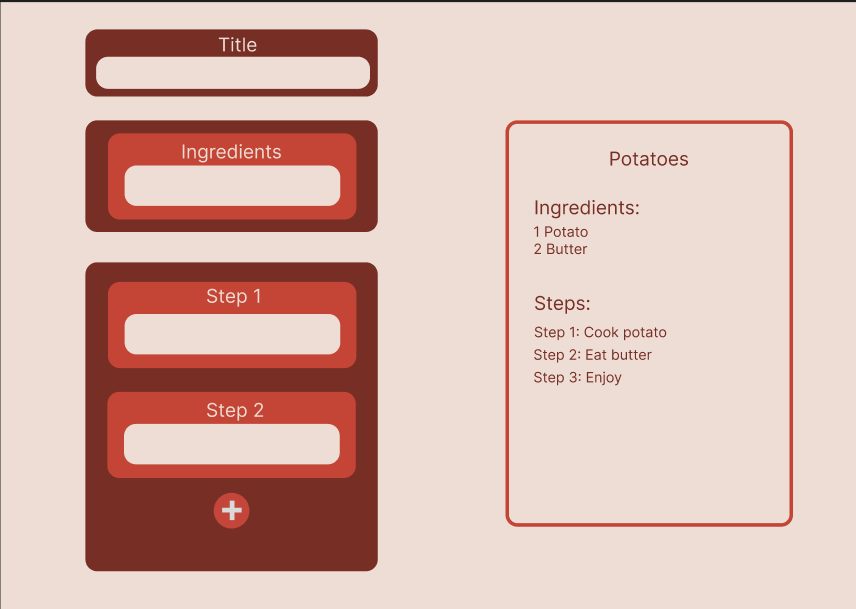 Title
Ingredients
Step 1
Step 2
Potatoes
Ingredients:
1 Potato
2 Butter
Steps:
Step 1: Cook potato
Step 2: Eat butter
Step 3: Enjoy